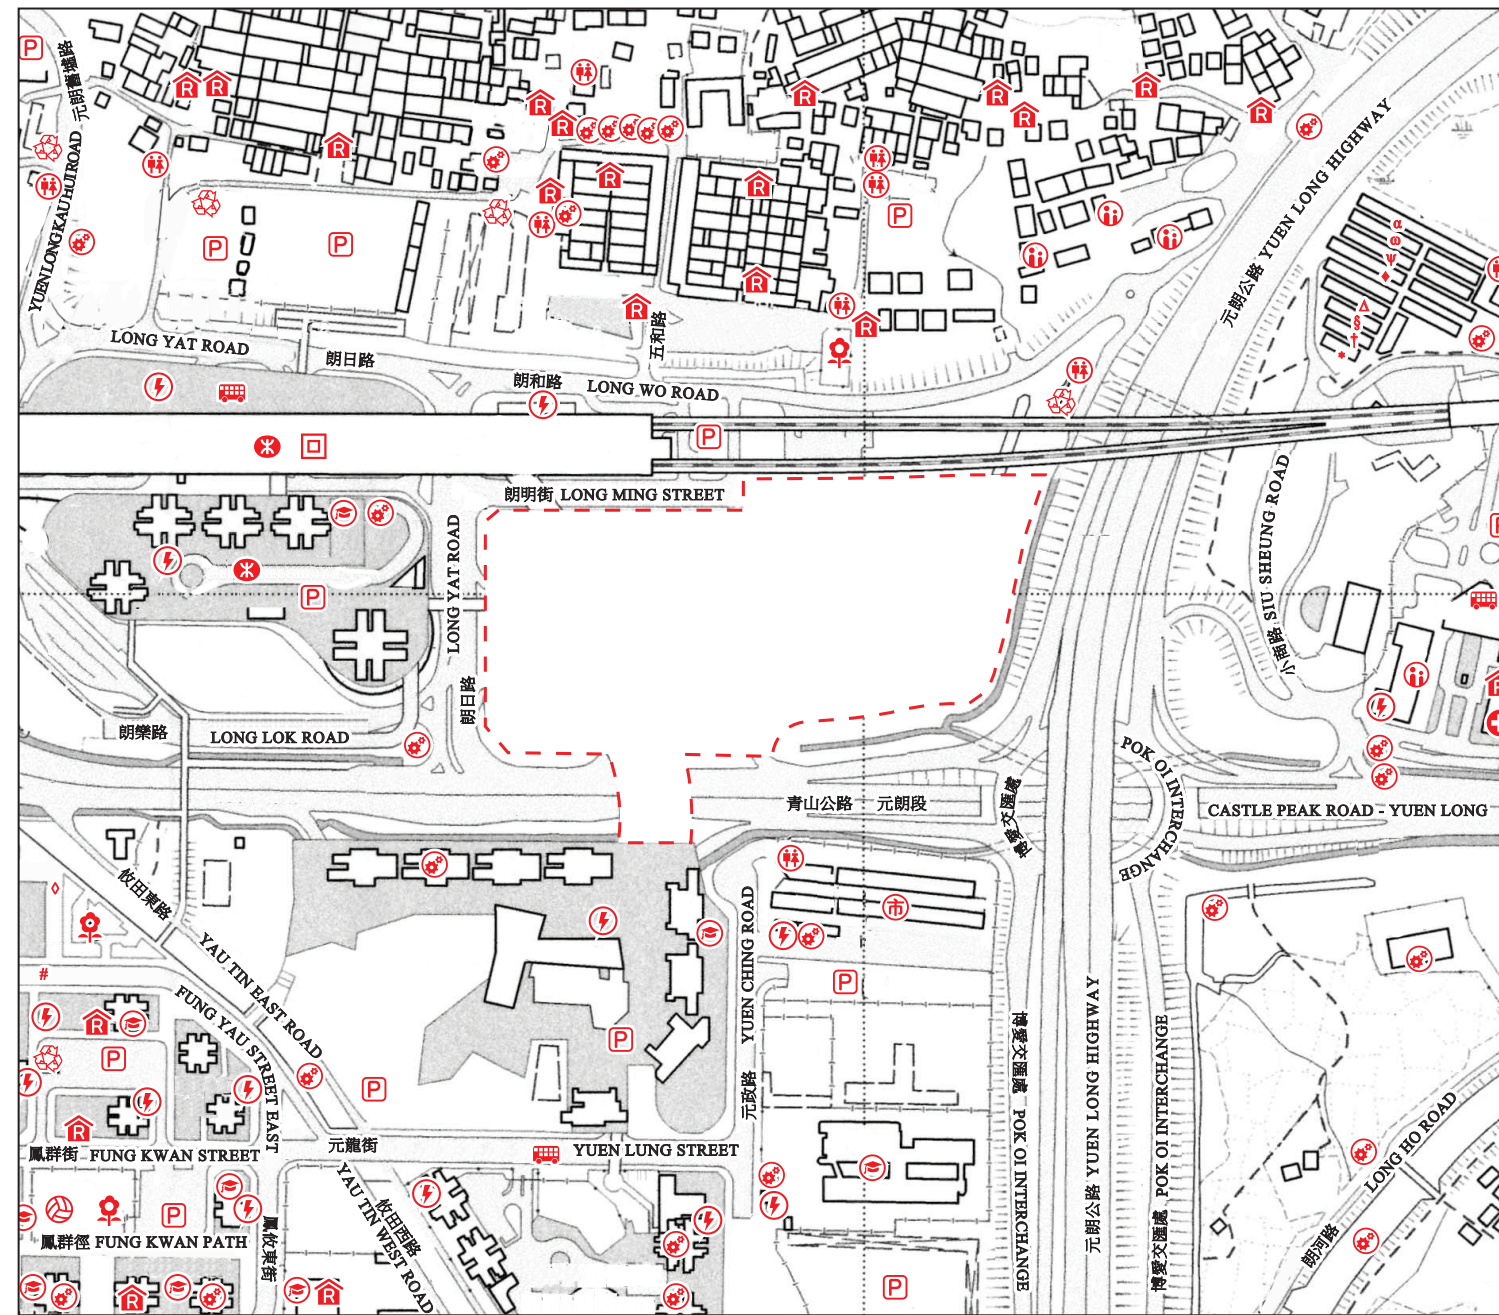 P
元朗舊墟路
YUEN LONG KAU HUI ROAD
R R R R R R R R R R R R R R R
P P P
元朗公路 YUEN LONG HIGHWAY
α
ω
Ψ
♦
Δ
§
†
*
LONG YAT ROAD
朗日路
五和路
朗和路
LONG WO ROAD
P
朗明街 LONG MING STREET
LONG YAT ROAD
朗日路
P
小商路 SIU SHEUNG ROAD
P
R
朗樂路
LONG LOK ROAD
青山公路 元朗段
博愛交匯處
POK OI INTERCHANGE
CASTLE PEAK ROAD - YUEN LONG
攸田東路
YAU TIN EAST ROAD
市
YUEN CHING ROAD
元政路
P
#
FUNG YAU STREET EAST
R
P
P
P
博愛交匯處 POK OI INTERCHANGE
元朗公路 YUEN LONG HIGHWAY
博愛交匯處 POK OI INTERCHANGE
R
鳳群街 FUNG KWAN STREET
元龍街
YUEN LUNG STREET
LONG HO ROAD
朗河路
P
鳳群徑 FUNG KWAN PATH
鳳攸東街
攸田西路
YAU TIN WEST ROAD
R
R
P